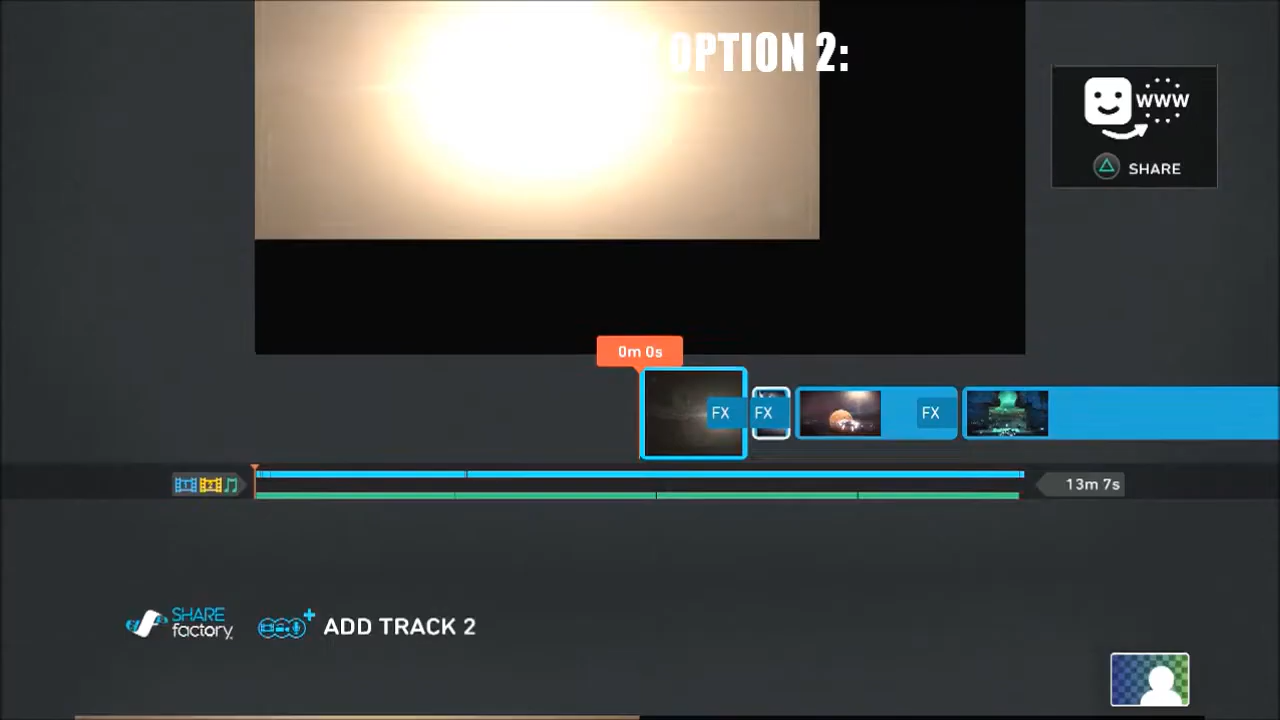 OPTION 2:
WWW
SHARE
0m 0s
FX
FX
FX
13m 7s
SHARE
factory
ADD TRACK 2